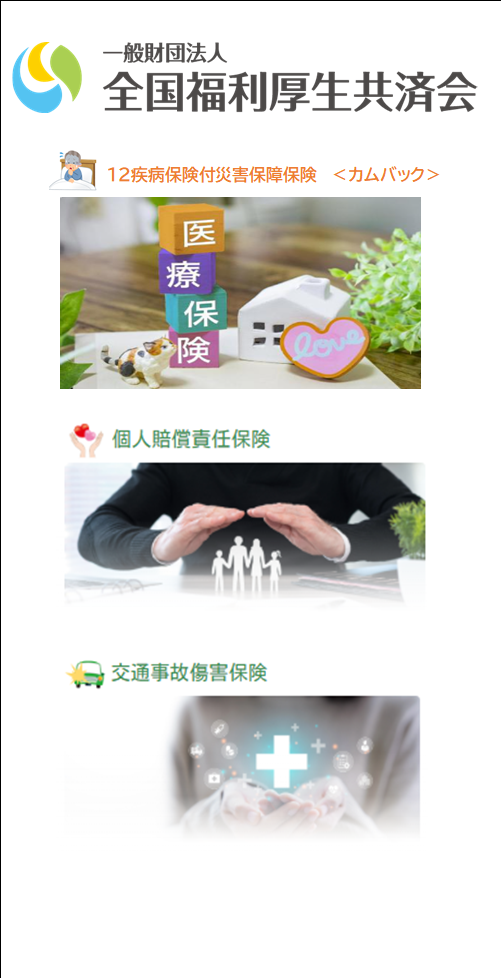 一般財団法人
全国福利厚生共済会
12疾病保険付災害保障保険 ＜カムバック＞
医
療
保
険
love
個人賠償責任保険
交通事故傷害保険